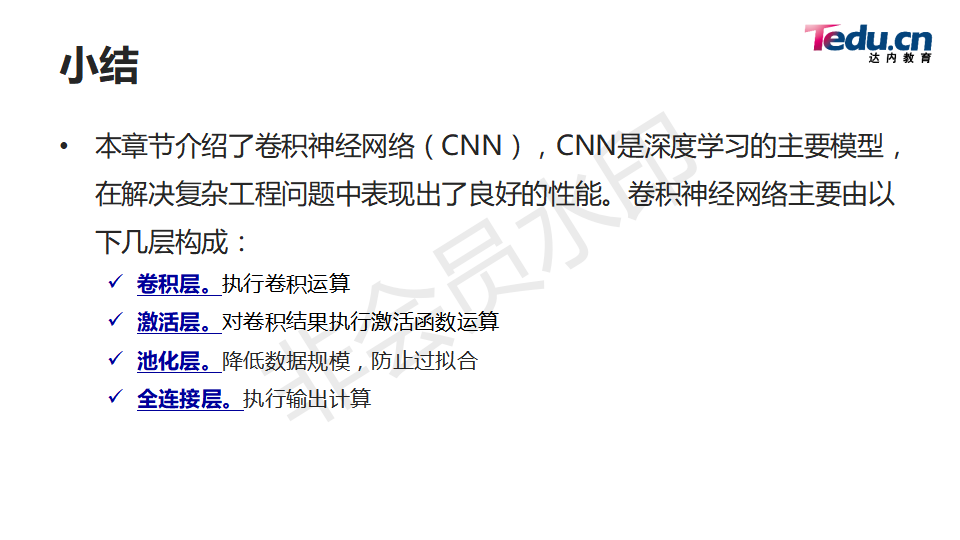 小结
Tedu.cn
达内教育
• 本章节介绍了卷积神经网络（CNN），CNN是深度学习的主要模型，
在解决复杂工程问题中表现出了良好的性能。卷积神经网络主要由以
下几层构成：
✓ 卷积层。执行卷积运算
✓ 激活层。对卷积结果执行激活函数运算
✓ 池化层。降低数据规模，防止过拟合
✓ 全连接层。执行输出计算
非会员水印